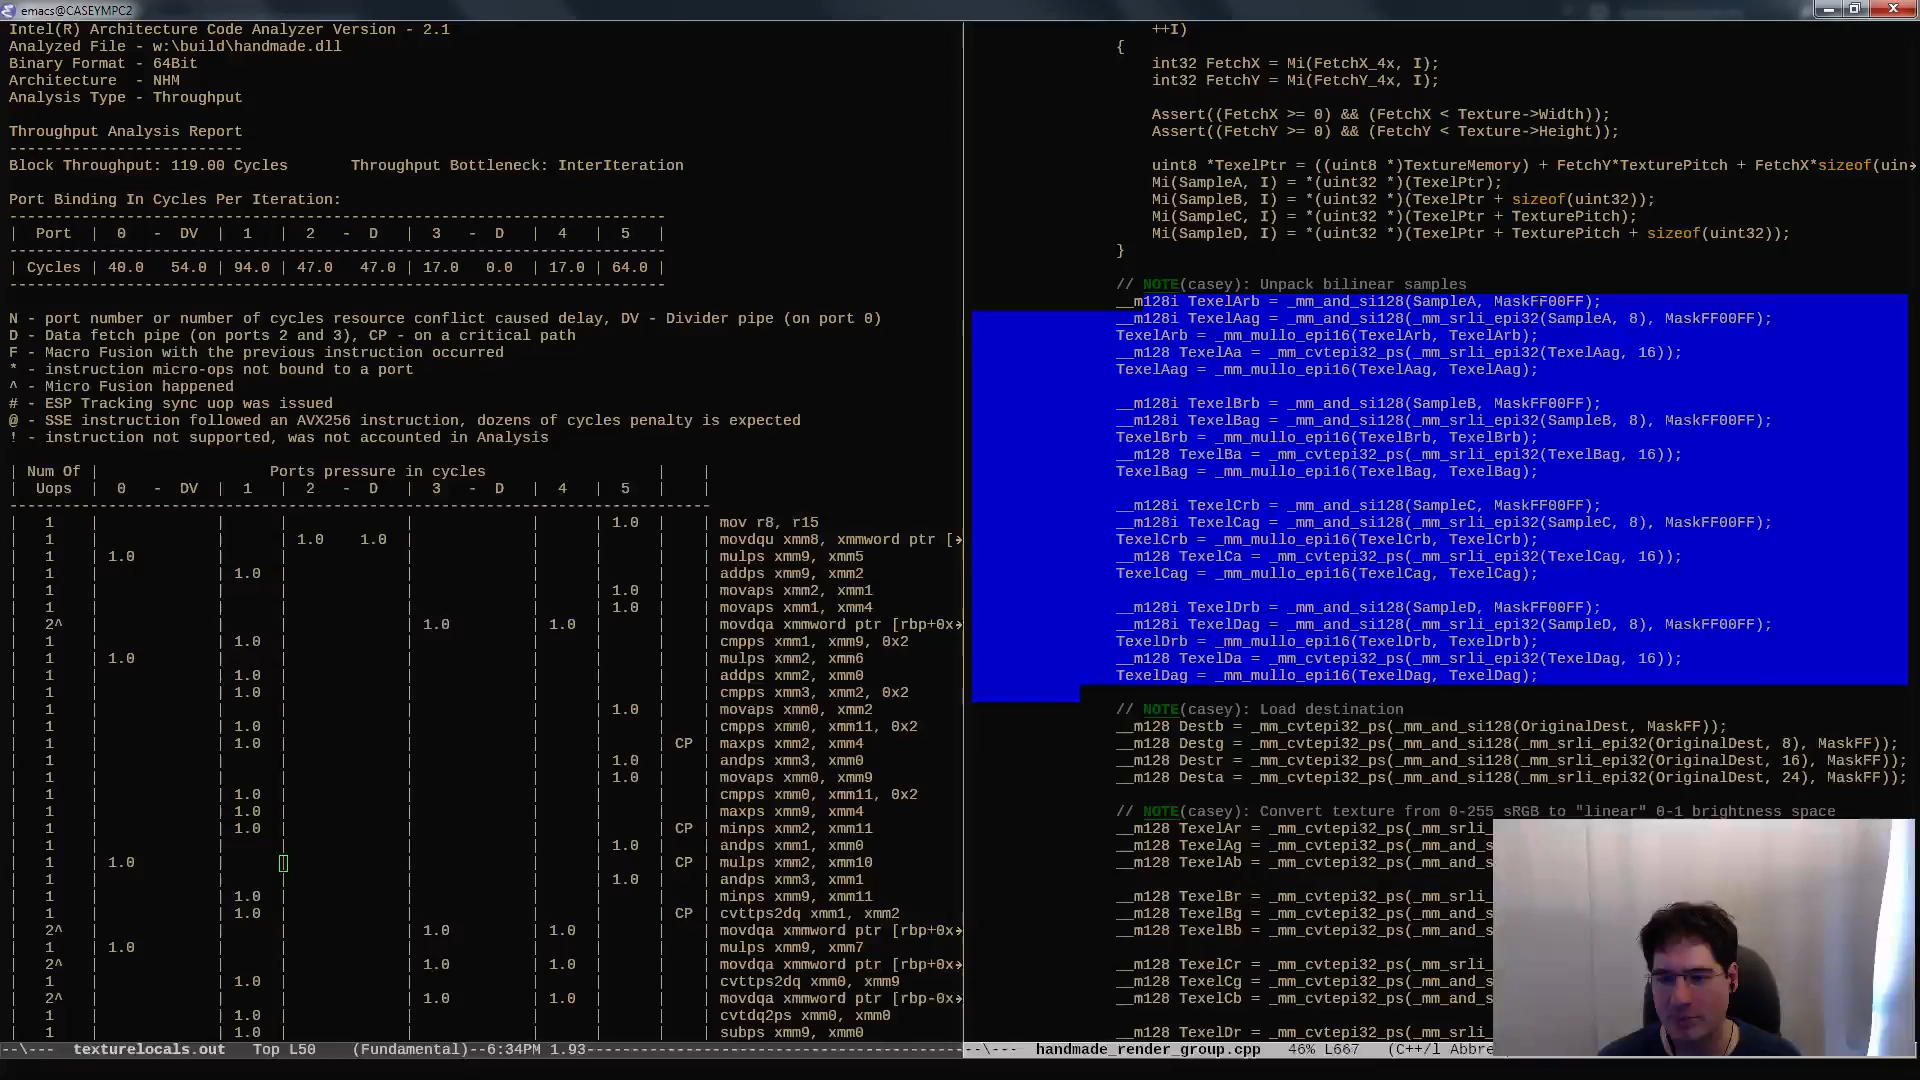 emacs@CASEYMPC2
Intel(R) Architecture Code Analyzer Version - 2.1
Analyzed File - w:\build\handmade.dll
Binary Format - 64Bit
Architecture  - NHM
Analysis Type - Throughput
Throughput Analysis Report
--------------------------
Block Throughput: 119.00 Cycles       Throughput Bottleneck: InterIteration
Port Binding In Cycles Per Iteration:
-------------------------------------------------------------------------
|  Port  |  0   -  DV  |  1   |  2   -  D   |  3   -  D   |  4   |  5   |
-------------------------------------------------------------------------
| Cycles | 40.0   54.0 | 94.0 | 47.0   47.0 | 17.0   0.0  | 17.0 | 64.0 |
-------------------------------------------------------------------------
N - port number or number of cycles resource conflict caused delay, DV - Divider pipe (on port 0)
D - Data fetch pipe (on ports 2 and 3), CP - on a critical path
F - Macro Fusion with the previous instruction occurred
* - instruction micro-ops not bound to a port
^ - Micro Fusion happened
# - ESP Tracking sync uop was issued
@ - SSE instruction followed an AVX256 instruction, dozens of cycles penalty is expected
! - instruction not supported, was not accounted in Analysis
| Num Of |                   Ports pressure in cycles                |    |
|  Uops  |  0   -  DV  |  1   |  2   -  D   |  3   -  D   |  4   |  5   |    |
------------------------------------------------------------------------------
|   1    |             |      |             |             |      | 1.0  |    | mov r8, r15
|   1    |             |      | 1.0    1.0  |             |      |      |    | movdqu xmm8, xmmword ptr [
|   1    | 1.0         |      |             |             |      |      |    | mulps xmm9, xmm5
|   1    |             | 1.0  |             |             |      |      |    | addps xmm9, xmm2
|   1    |             |      |             |             |      | 1.0  |    | movaps xmm2, xmm1
|   1    |             |      |             |             |      | 1.0  |    | movaps xmm1, xmm4
|   2^   |             |      |             | 1.0         | 1.0  |      |    | movdqa xmmword ptr [rbp+0x
|   1    |             | 1.0  |             |             |      |      |    | cmpps xmm1, xmm9, 0x2
|   1    | 1.0         |      |             |             |      |      |    | mulps xmm2, xmm6
|   1    |             | 1.0  |             |             |      |      |    | addps xmm2, xmm0
|   1    |             | 1.0  |             |             |      |      |    | cmpps xmm3, xmm2, 0x2
|   1    |             |      |             |             |      | 1.0  |    | movaps xmm0, xmm2
|   1    |             | 1.0  |             |             |      |      |    | cmpps xmm0, xmm11, 0x2
|   1    |             | 1.0  |             |             |      |      | CP | maxps xmm2, xmm4
|   1    |             |      |             |             |      | 1.0  |    | andps xmm3, xmm0
|   1    |             |      |             |             |      | 1.0  |    | movaps xmm0, xmm9
|   1    |             | 1.0  |             |             |      |      |    | cmpps xmm0, xmm11, 0x2
|   1    |             | 1.0  |             |             |      |      |    | maxps xmm9, xmm4
|   1    |             | 1.0  |             |             |      |      | CP | minps xmm2, xmm11
|   1    |             |      |             |             |      | 1.0  |    | andps xmm1, xmm0
|   1    | 1.0         |      |             |             |      |      | CP | mulps xmm2, xmm10
|   1    |             |      |             |             |      | 1.0  |    | andps xmm3, xmm1
|   1    |             | 1.0  |             |             |      |      |    | minps xmm9, xmm11
|   1    |             | 1.0  |             |             |      |      | CP | cvttps2dq xmm1, xmm2
|   2^   |             |      |             | 1.0         | 1.0  |      |    | movdqa xmmword ptr [rbp+0x
|   1    | 1.0         |      |             |             |      |      |    | mulps xmm9, xmm7
|   2^   |             |      |             | 1.0         | 1.0  |      |    | movdqa xmmword ptr [rbp+0x
|   1    |             | 1.0  |             |             |      |      |    | cvttps2dq xmm0, xmm9
|   2^   |             |      |             | 1.0         | 1.0  |      |    | movdqa xmmword ptr [rbp-0x
|   1    |             | 1.0  |             |             |      |      |    | cvtdq2ps xmm0, xmm0
|   1    |             | 1.0  |             |             |      |      |    | subps xmm9, xmm0
--\---  texturelocals.out   Top L50    (Fundamental)--6:34PM 1.93
++I)
{
int32 FetchX = Mi(FetchX_4x, I);
int32 FetchY = Mi(FetchY_4x, I);
Assert((FetchX >= 0) && (FetchX < Texture->Width));
Assert((FetchY >= 0) && (FetchY < Texture->Height));
uint8 *TexelPtr = ((uint8 *)TextureMemory) + FetchY*TexturePitch + FetchX*sizeof(uin
Mi(SampleA, I) = *(uint32 *)(TexelPtr);
Mi(SampleB, I) = *(uint32 *)(TexelPtr + sizeof(uint32));
Mi(SampleC, I) = *(uint32 *)(TexelPtr + TexturePitch);
Mi(SampleD, I) = *(uint32 *)(TexelPtr + TexturePitch + sizeof(uint32));
}
// NOTE(casey): Unpack bilinear samples
__m128i TexelArb = _mm_and_si128(SampleA, MaskFF00FF);
__m128i TexelAag = _mm_and_si128(_mm_srli_epi32(SampleA, 8), MaskFF00FF);
TexelArb = _mm_mullo_epi16(TexelArb, TexelArb);
__m128 TexelAa = _mm_cvtepi32_ps(_mm_srli_epi32(TexelAag, 16));
TexelAag = _mm_mullo_epi16(TexelAag, TexelAag);
__m128i TexelBrb = _mm_and_si128(SampleB, MaskFF00FF);
__m128i TexelBag = _mm_and_si128(_mm_srli_epi32(SampleB, 8), MaskFF00FF);
TexelBrb = _mm_mullo_epi16(TexelBrb, TexelBrb);
__m128 TexelBa = _mm_cvtepi32_ps(_mm_srli_epi32(TexelBag, 16));
TexelBag = _mm_mullo_epi16(TexelBag, TexelBag);
__m128i TexelCrb = _mm_and_si128(SampleC, MaskFF00FF);
__m128i TexelCag = _mm_and_si128(_mm_srli_epi32(SampleC, 8), MaskFF00FF);
TexelCrb = _mm_mullo_epi16(TexelCrb, TexelCrb);
__m128 TexelCa = _mm_cvtepi32_ps(_mm_srli_epi32(TexelCag, 16));
TexelCag = _mm_mullo_epi16(TexelCag, TexelCag);
__m128i TexelDrb = _mm_and_si128(SampleD, MaskFF00FF);
__m128i TexelDag = _mm_and_si128(_mm_srli_epi32(SampleD, 8), MaskFF00FF);
TexelDrb = _mm_mullo_epi16(TexelDrb, TexelDrb);
__m128 TexelDa = _mm_cvtepi32_ps(_mm_srli_epi32(TexelDag, 16));
TexelDag = _mm_mullo_epi16(TexelDag, TexelDag);
// NOTE(casey): Load destination
__m128 Destb = _mm_cvtepi32_ps(_mm_and_si128(OriginalDest, MaskFF));
__m128 Destg = _mm_cvtepi32_ps(_mm_and_si128(_mm_srli_epi32(OriginalDest, 8), MaskFF));
__m128 Destr = _mm_cvtepi32_ps(_mm_and_si128(_mm_srli_epi32(OriginalDest, 16), MaskFF));
__m128 Desta = _mm_cvtepi32_ps(_mm_and_si128(_mm_srli_epi32(OriginalDest, 24), MaskFF));
// NOTE(casey): Convert texture from 0-255 sRGB to "linear" 0-1 brightness space
__m128 TexelAr = _mm_cvtepi32_ps(_mm_srli_
__m128 TexelAg = _mm_cvtepi32_ps(_mm_and_s
__m128 TexelAb = _mm_cvtepi32_ps(_mm_and_s
__m128 TexelBr = _mm_cvtepi32_ps(_mm_srli_
__m128 TexelBg = _mm_cvtepi32_ps(_mm_and_s
__m128 TexelBb = _mm_cvtepi32_ps(_mm_and_s
__m128 TexelCr = _mm_cvtepi32_ps(_mm_srli_
__m128 TexelCg = _mm_cvtepi32_ps(_mm_and_s
__m128 TexelCb = _mm_cvtepi32_ps(_mm_and_s
__m128 TexelDr = _mm_cvtepi32_ps(_mm_srli_
--\---  handmade_render_group.cpp   46% L667   (C++/l Abbre